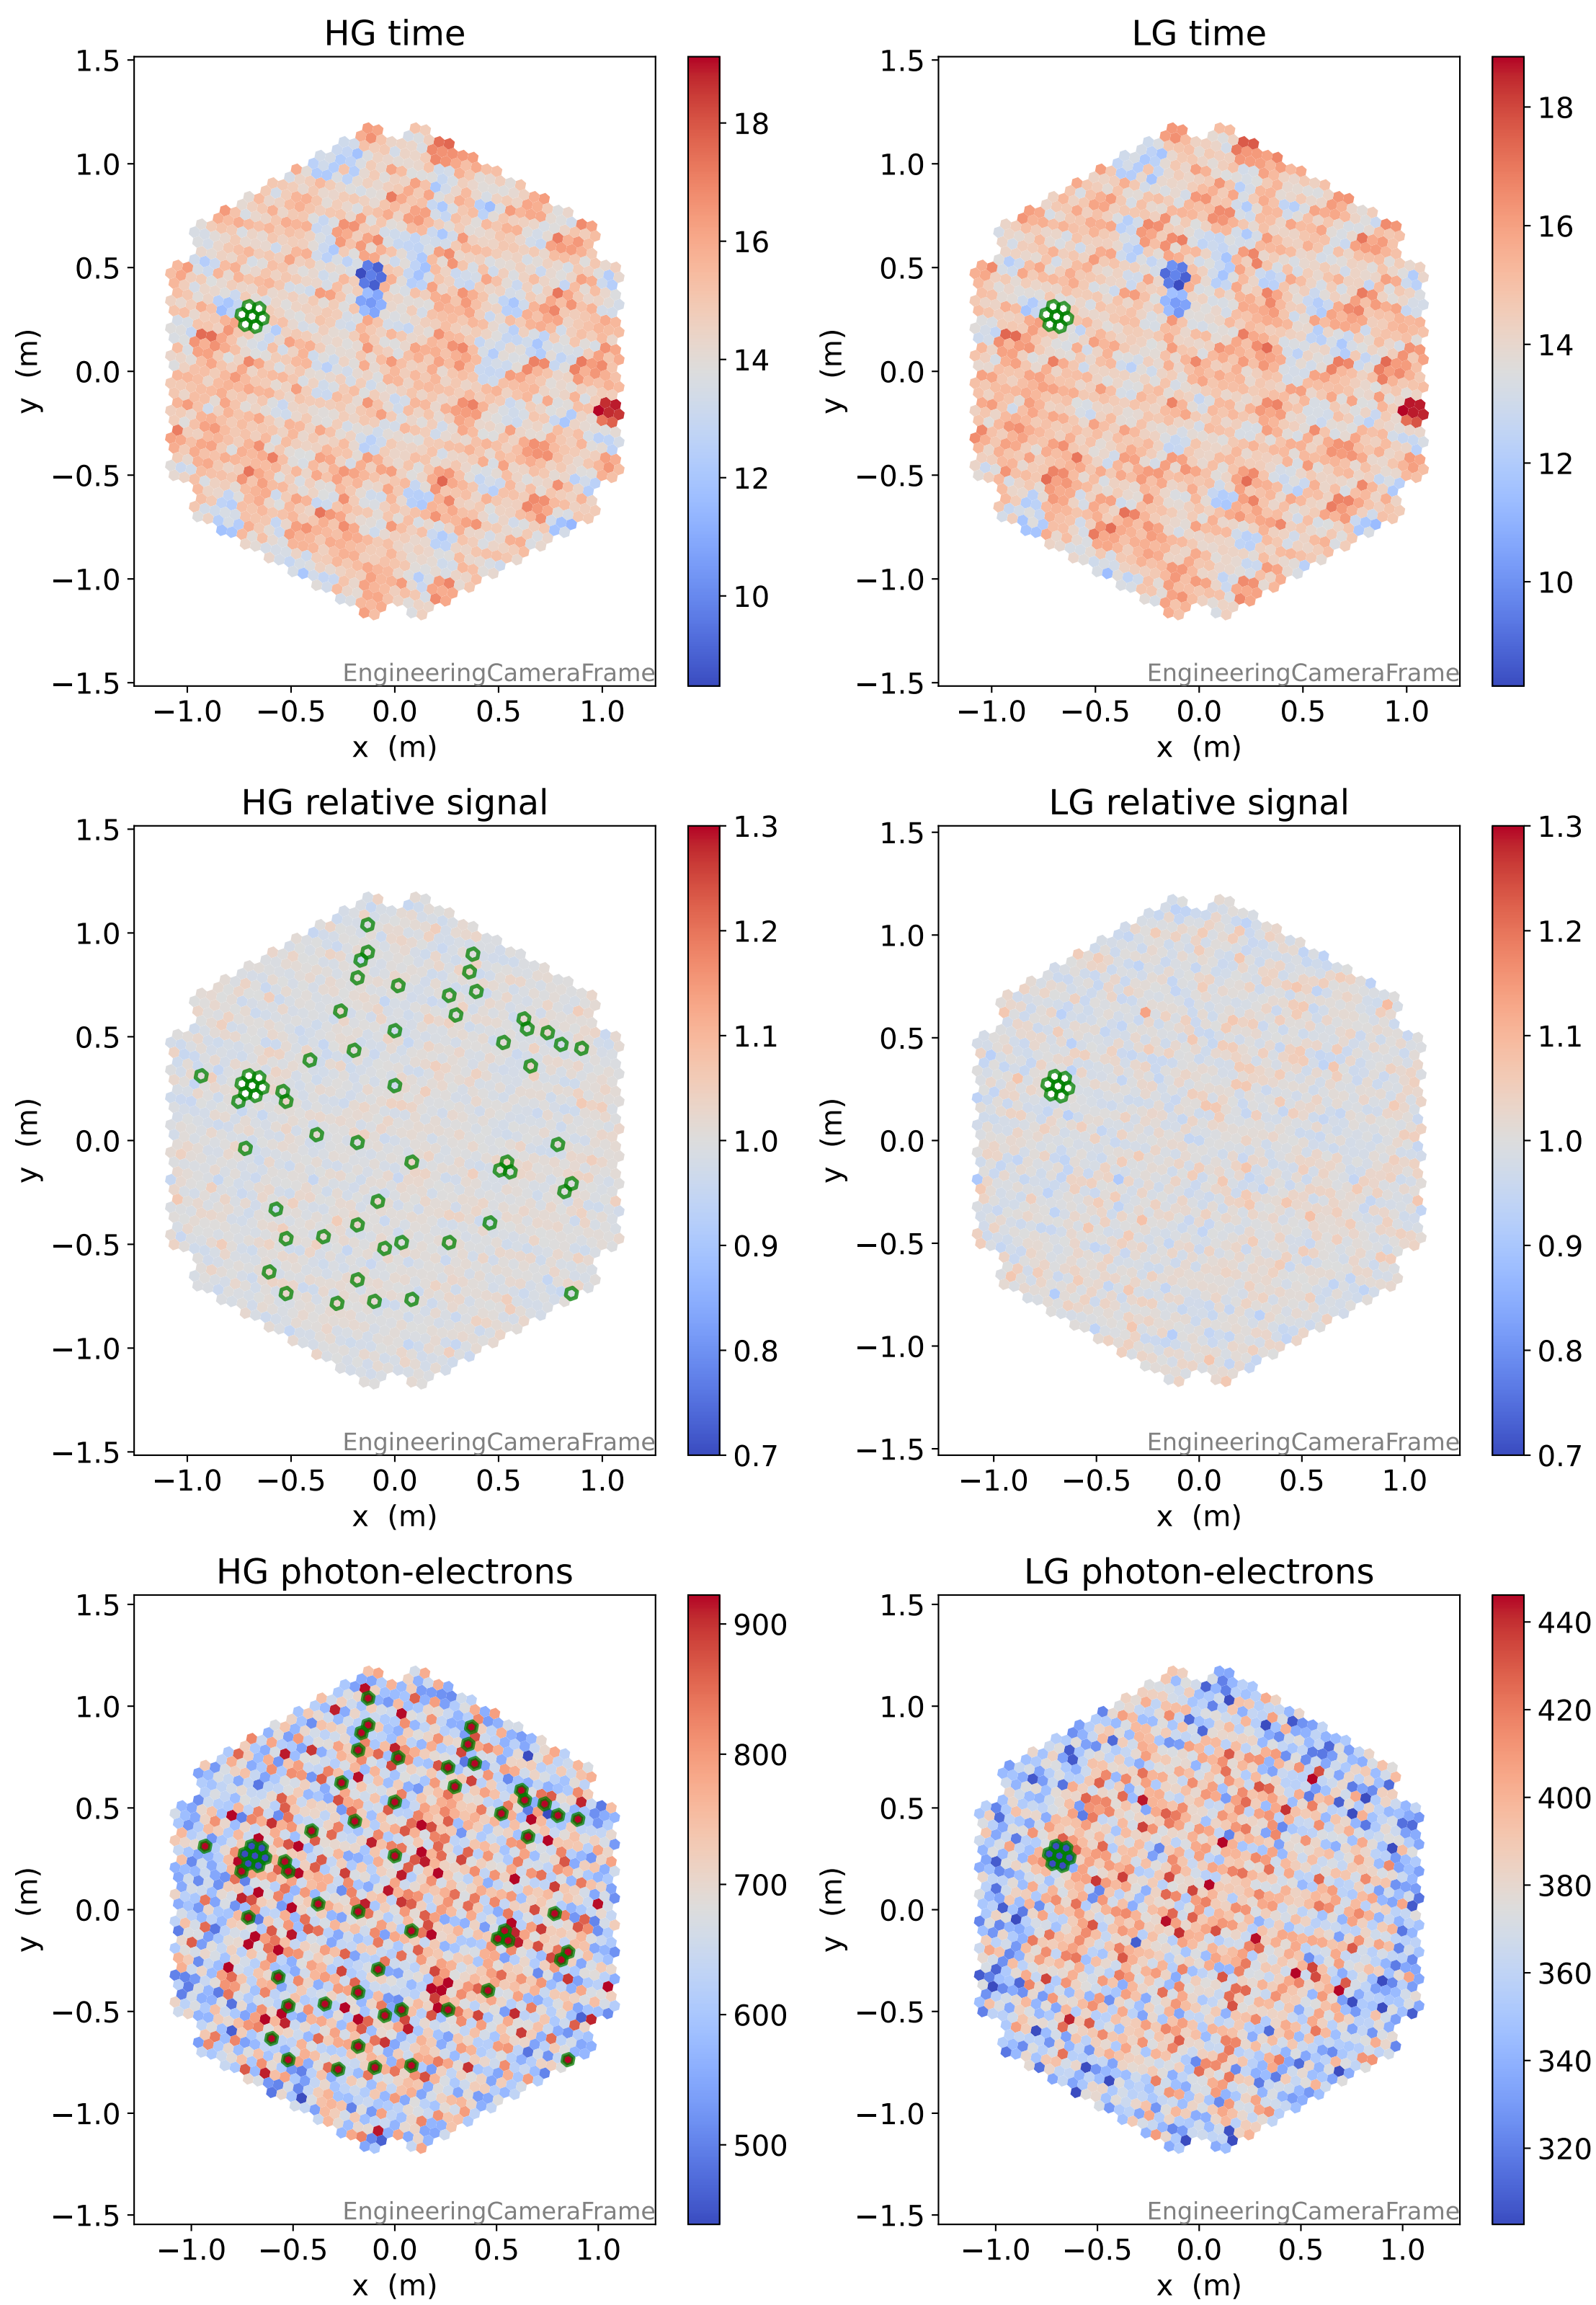 HG time
LG time
1.5
1.0
0.5
0.0
−0.5
−1.0
−1.5
y (m)
−1.0 −0.5 0.0 0.5 1.0
x (m)
EngineeringCameraFrame
18
16
14
12
10
1.5
1.0
0.5
0.0
−0.5
−1.0
−1.5
y (m)
−1.0 −0.5 0.0 0.5 1.0
x (m)
EngineeringCameraFrame
18
16
14
12
10
HG relative signal
LG relative signal
1.5
1.0
0.5
0.0
−0.5
−1.0
−1.5
y (m)
−1.0 −0.5 0.0 0.5 1.0
x (m)
EngineeringCameraFrame
1.3
1.2
1.1
1.0
0.9
0.8
0.7
1.5
1.0
0.5
0.0
−0.5
−1.0
−1.5
y (m)
−1.0 −0.5 0.0 0.5 1.0
x (m)
EngineeringCameraFrame
1.3
1.2
1.1
1.0
0.9
0.8
0.7
HG photon-electrons
LG photon-electrons
1.5
1.0
0.5
0.0
−0.5
−1.0
−1.5
y (m)
−1.0 −0.5 0.0 0.5 1.0
x (m)
EngineeringCameraFrame
900
800
700
600
500
1.5
1.0
0.5
0.0
−0.5
−1.0
−1.5
y (m)
−1.0 −0.5 0.0 0.5 1.0
x (m)
EngineeringCameraFrame
440
420
400
380
360
340
320